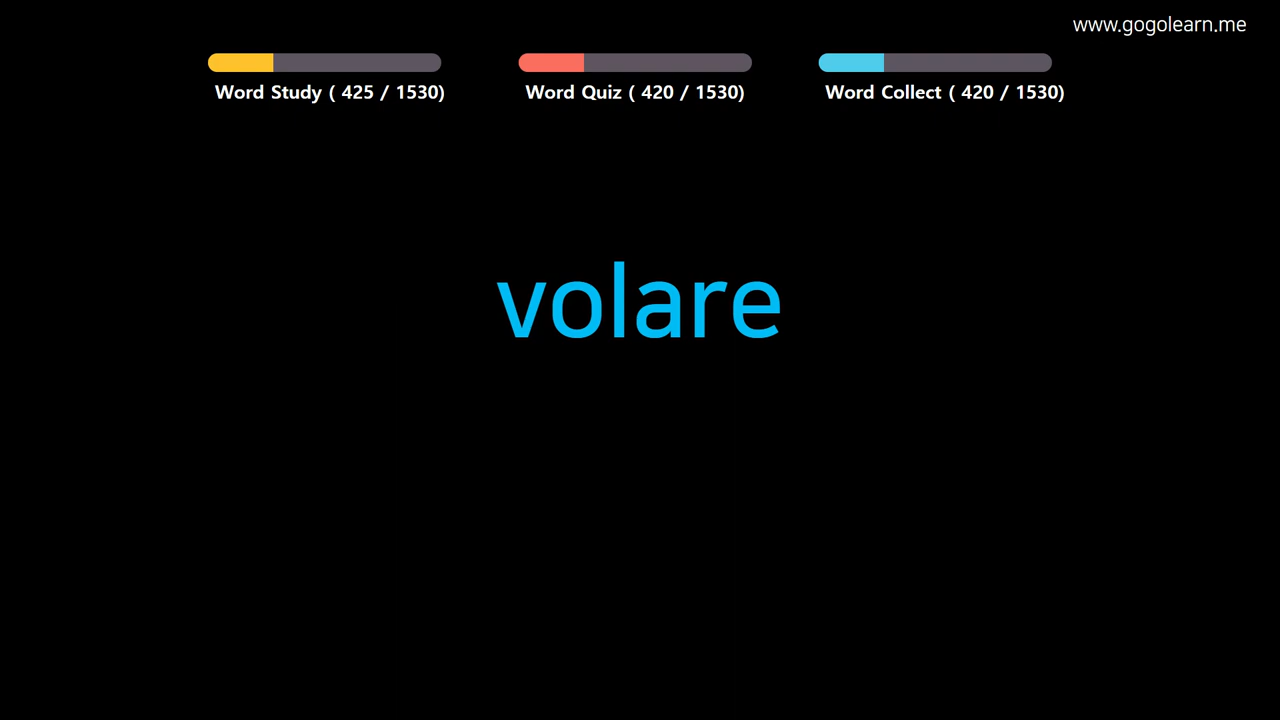 www.gogolearn.me
Word Study ( 425 / 1530)
Word Quiz ( 420 / 1530)
Word Collect ( 420 / 1530)
volare